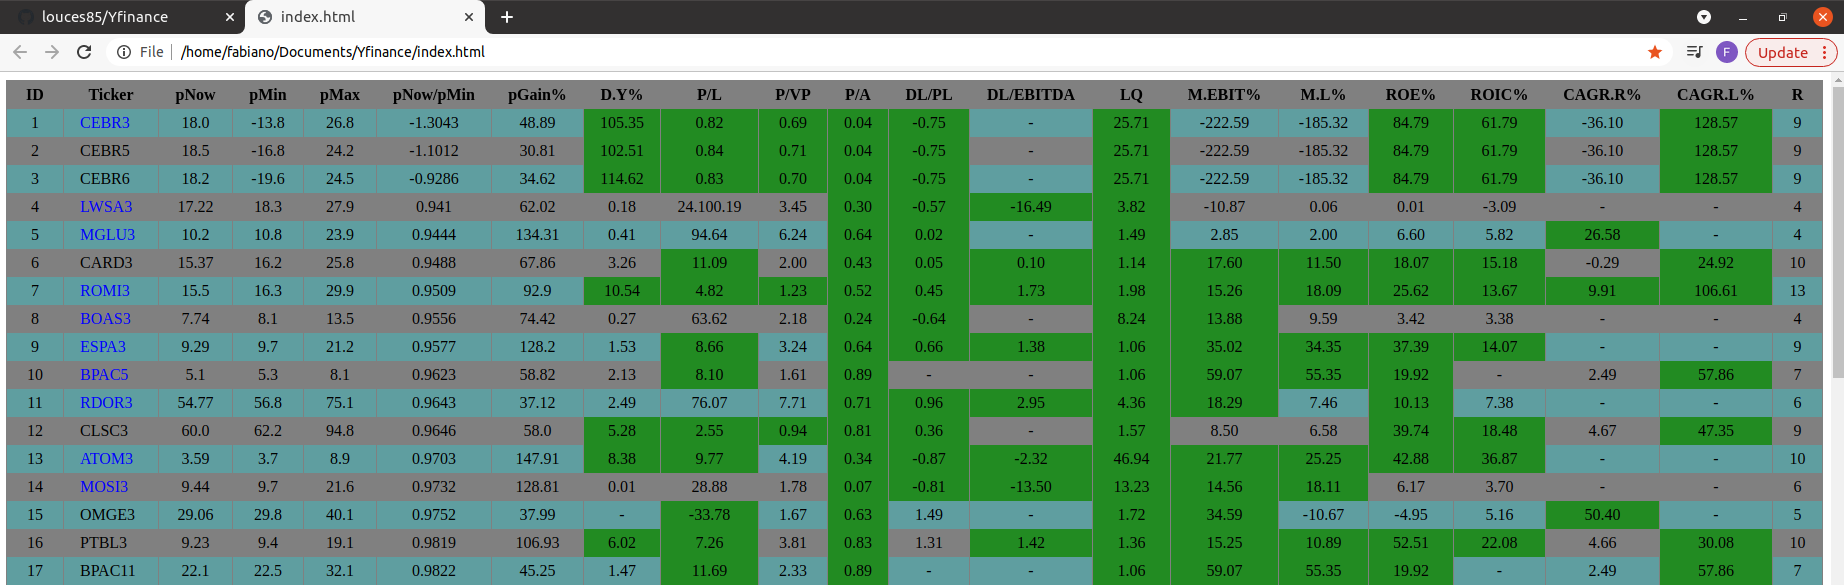 louces85/Yfinance index.html
File /home/fabiano/Documents/Yfinance/index.html F Update
ID Ticker pNow pMin pMax pNow/pMin pGain% D.Y% P/L P/VP P/A DL/PL DL/EBITDA LQ M.EBIT% M.L% ROE% ROIC% CAGR.R% CAGR.L% R
1 CEBR3 18.0 -13.8 26.8 -1.3043 48.89 105.35 0.82 0.69 0.04 -0.75 - 25.71 -222.59 -185.32 84.79 61.79 -36.10 128.57 9
2 CEBR5 18.5 -16.8 24.2 -1.1012 30.81 102.51 0.84 0.71 0.04 -0.75 - 25.71 -222.59 -185.32 84.79 61.79 -36.10 128.57 9
3 CEBR6 18.2 -19.6 24.5 -0.9286 34.62 114.62 0.83 0.70 0.04 -0.75 - 25.71 -222.59 -185.32 84.79 61.79 -36.10 128.57 9
4 LWSA3 17.22 18.3 27.9 0.941 62.02 0.18 24.100.19 3.45 0.30 -0.57 -16.49 3.82 -10.87 0.06 0.01 -3.09 - - 4
5 MGLU3 10.2 10.8 23.9 0.9444 134.31 0.41 94.64 6.24 0.64 0.02 - 1.49 2.85 2.00 6.60 5.82 26.58 - 4
6 CARD3 15.37 16.2 25.8 0.9488 67.86 3.26 11.09 2.00 0.43 0.05 0.10 1.14 17.60 11.50 18.07 15.18 -0.29 24.92 10
7 ROMI3 15.5 16.3 29.9 0.9509 92.9 10.54 4.82 1.23 0.52 0.45 1.73 1.98 15.26 18.09 25.62 13.67 9.91 106.61 13
8 BOAS3 7.74 8.1 13.5 0.9556 74.42 0.27 63.62 2.18 0.24 -0.64 - 8.24 13.88 9.59 3.42 3.38 - - 4
9 ESPA3 9.29 9.7 21.2 0.9577 128.2 1.53 8.66 3.24 0.64 0.66 1.38 1.06 35.02 34.35 37.39 14.07 - - 9
10 BPAC5 5.1 5.3 8.1 0.9623 58.82 2.13 8.10 1.61 0.89 - - 1.06 59.07 55.35 19.92 - 2.49 57.86 7
11 RDOR3 54.77 56.8 75.1 0.9643 37.12 2.49 76.07 7.71 0.71 0.96 2.95 4.36 18.29 7.46 10.13 7.38 - - 6
12 CLSC3 60.0 62.2 94.8 0.9646 58.0 5.28 2.55 0.94 0.81 0.36 - 1.57 8.50 6.58 39.74 18.48 4.67 47.35 9
13 ATOM3 3.59 3.7 8.9 0.9703 147.91 8.38 9.77 4.19 0.34 -0.87 -2.32 46.94 21.77 25.25 42.88 36.87 - - 10
14 MOSI3 9.44 9.7 21.6 0.9732 128.81 0.01 28.88 1.78 0.07 -0.81 -13.50 13.23 14.56 18.11 6.17 3.70 - - 6
15 OMGE3 29.06 29.8 40.1 0.9752 37.99 - -33.78 1.67 0.63 1.49 - 1.72 34.59 -10.67 -4.95 5.16 50.40 - 5
16 PTBL3 9.23 9.4 19.1 0.9819 106.93 6.02 7.26 3.81 0.83 1.31 1.42 1.36 15.25 10.89 52.51 22.08 4.66 30.08 10
17 BPAC11 22.1 22.5 32.1 0.9822 45.25 1.47 11.69 2.33 0.89 - - 1.06 59.07 55.35 19.92 - 2.49 57.86 7